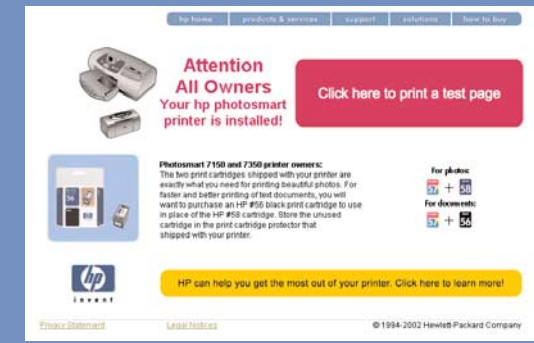 hp home products & services support solutions how to buy
Attention
All Owners
Your hp photosmart
printer is installed!
Click here to print a test page
Photosmart 7150 and 7350 printer owners:
The two print cartridges shipped with your printer are
exactly what you need for printing beautiful photos. For
faster and better printing of text documents, you will
want to purchase an HP #56 black print cartridge to use
in place of the HP #58 cartridge. Store the unused
cartridge in the print cartridge protector that
shipped with your printer.
For photos:
57 + 58
For documents:
57 + 56
56
hp
invent
HP can help you get the most out of your printer. Click here to learn more!
Privacy Statement Legal Notices © 1994-2002 Hewlett-Packard Company